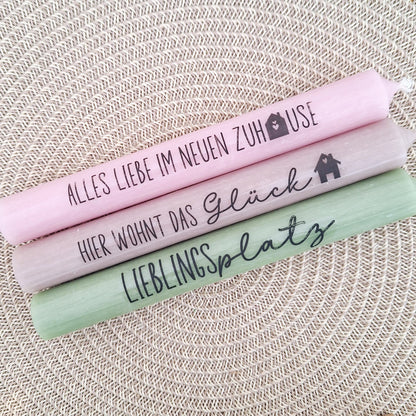 ALLES LIEBE IM NEUEN ZUHAUSE
HIER WOHNT DAS Glück
LIEBLINGSplatz